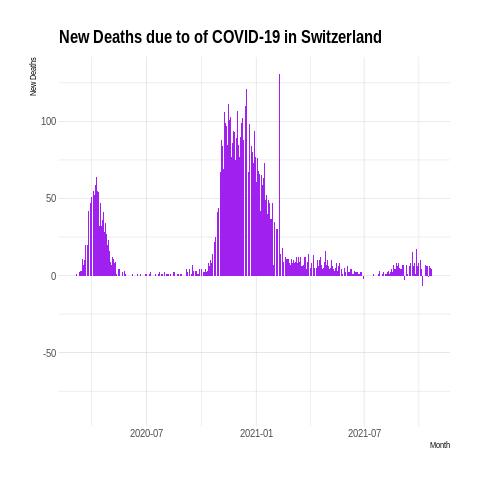 New Deaths due to of COVID-19 in Switzerland
New Deaths
100
50
0
-50
2020-07
2021-01
2021-07
Month